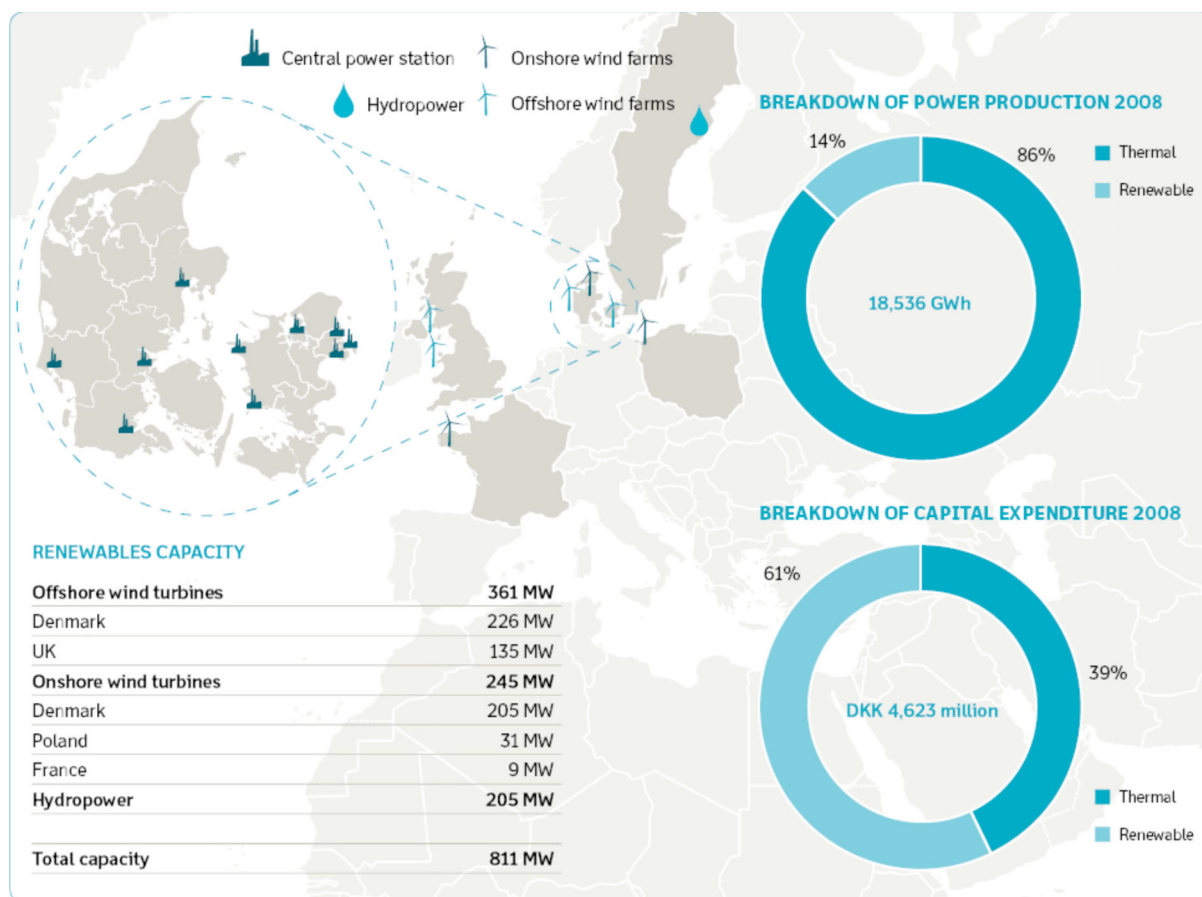 Central power station
Onshore wind farms
Hydropower
Offshore wind farms
BREAKDOWN OF POWER PRODUCTION 2008
14%
86%
Thermal
Renewable
18,536 GWh
BREAKDOWN OF CAPITAL EXPENDITURE 2008
61%
39%
DKK 4,623 million
Thermal
Renewable
RENEWABLES CAPACITY
Offshore wind turbines 361 MW
Denmark 226 MW
UK 135 MW
Onshore wind turbines 245 MW
Denmark 205 MW
Poland 31 MW
France 9 MW
Hydropower 205 MW
Total capacity 811 MW